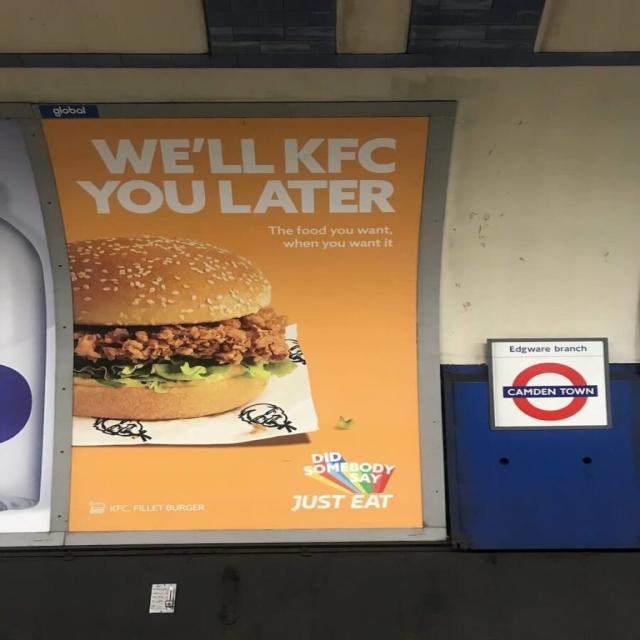 global
WE'LL KFC
YOU LATER
The food you want,
when you want it
DID
SOMEBODY
SAY
JUST EAT
KFC. FILLET BURGER
Edgware branch
CAMDEN TOWN